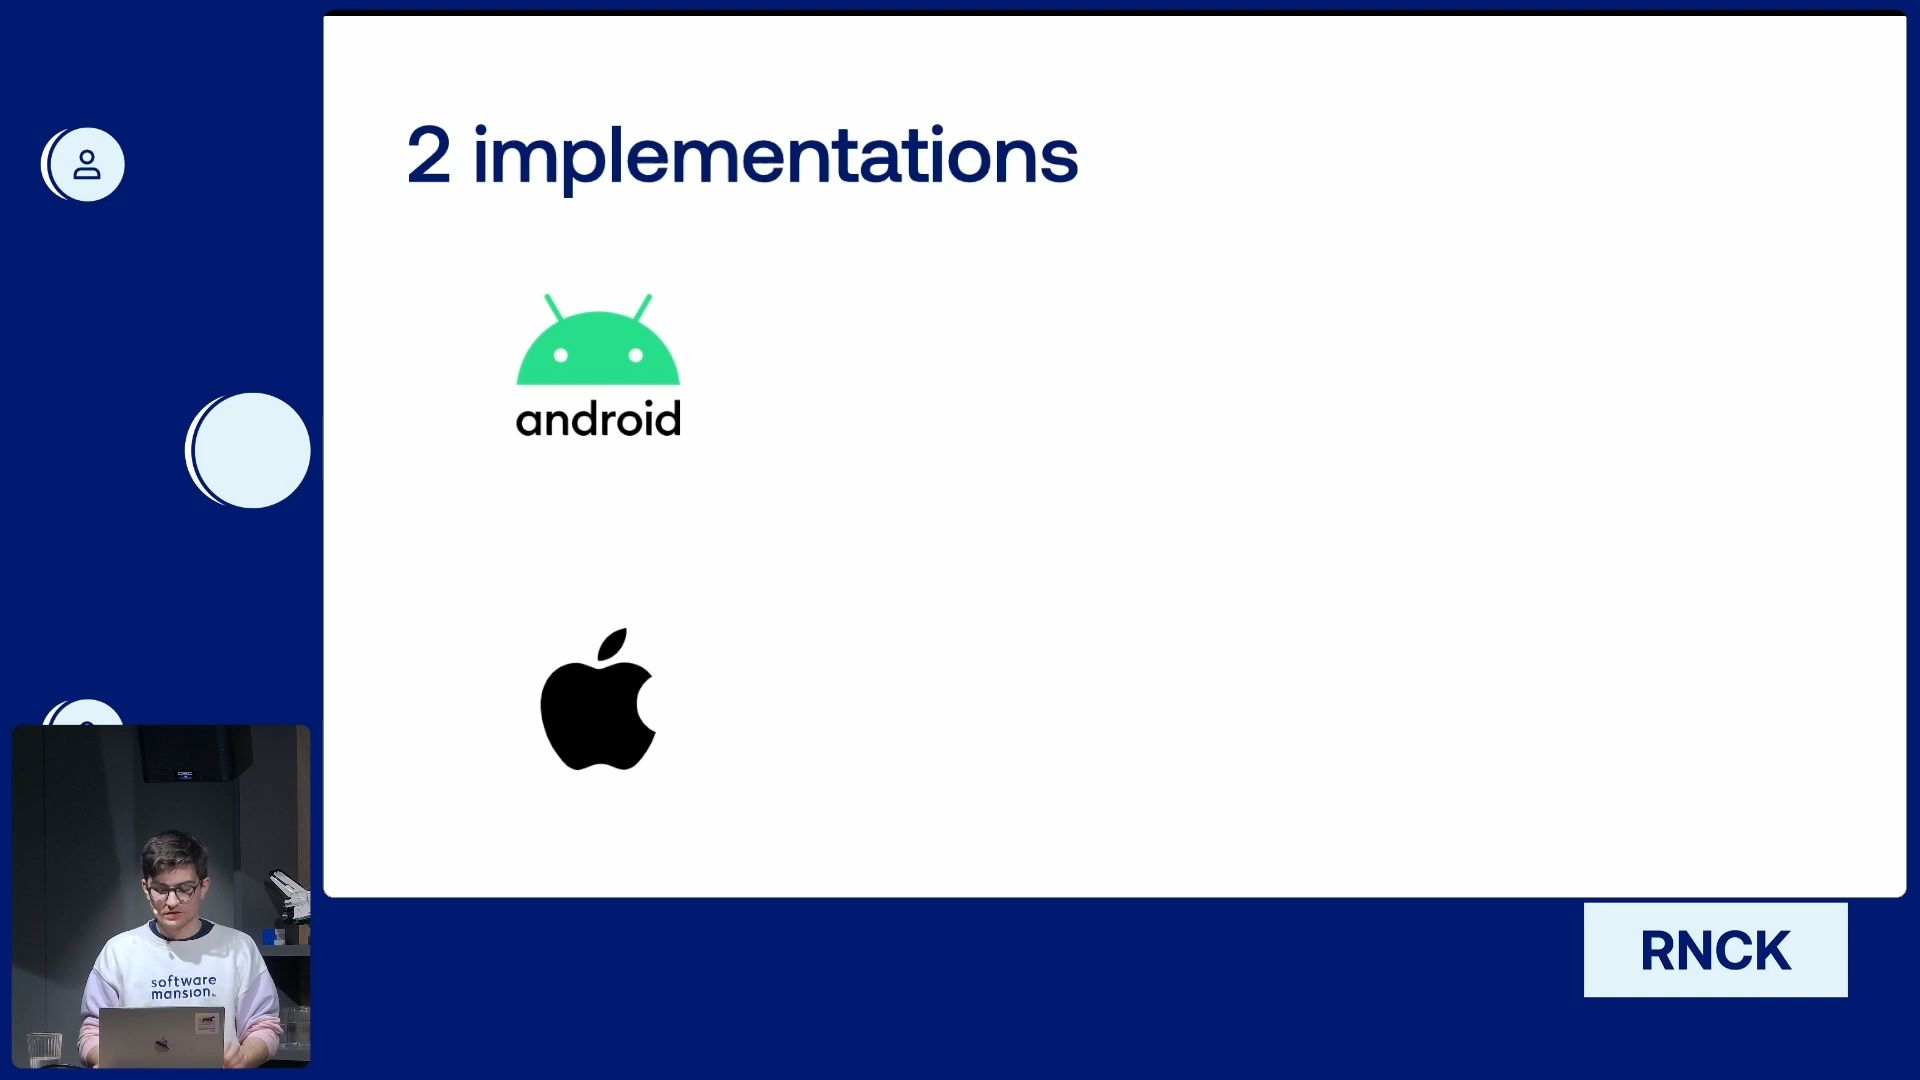 2 implementations
android
software
mansion
RNCK